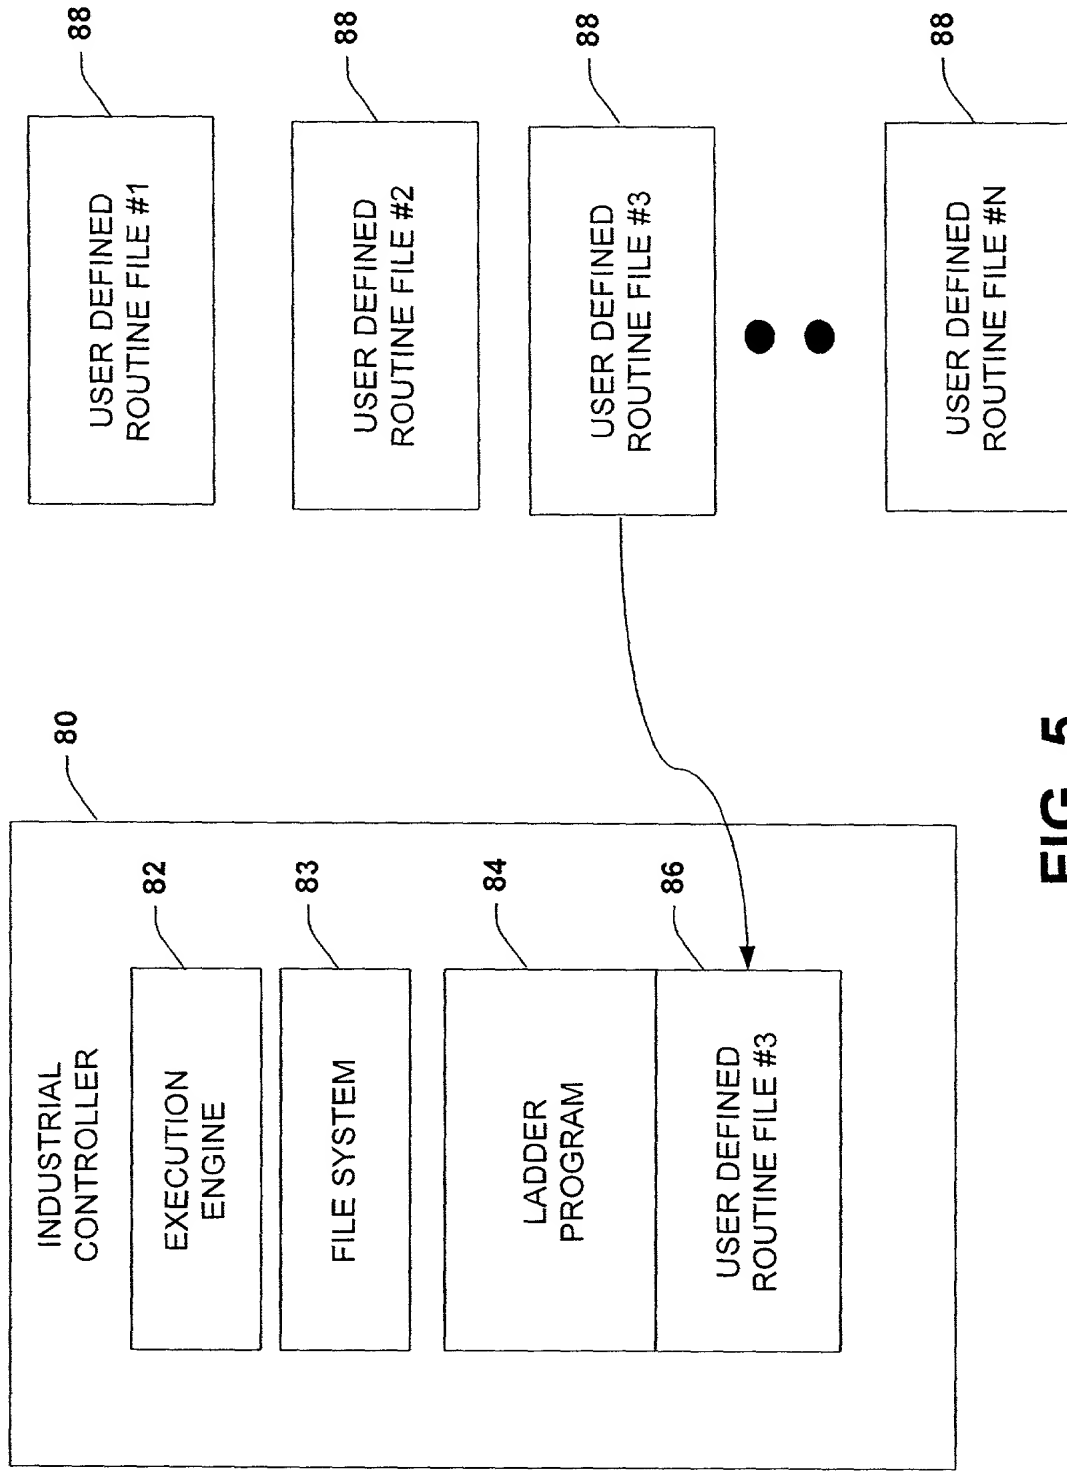 INDUSTRIAL
CONTROLLER
80
EXECUTION
ENGINE
82
FILE SYSTEM
83
LADDER
PROGRAM
84
USER DEFINED
ROUTINE FILE #3
86
USER DEFINED
ROUTINE FILE #1
88
USER DEFINED
ROUTINE FILE #2
88
USER DEFINED
ROUTINE FILE #3
88
USER DEFINED
ROUTINE FILE #N
88
FIG. 5